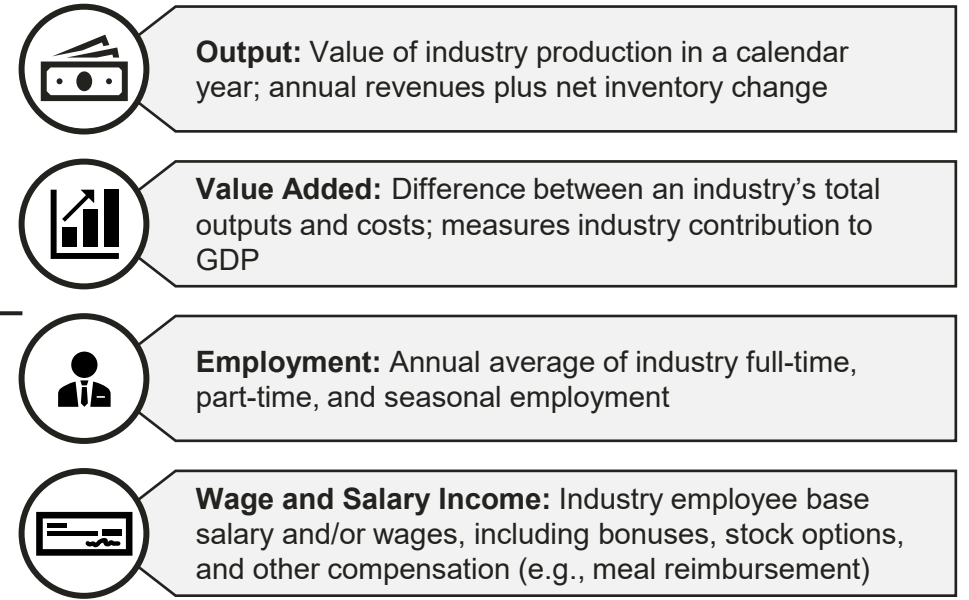 Output: Value of industry production in a calendar
year; annual revenues plus net inventory change
Value Added: Difference between an industry’s total
outputs and costs; measures industry contribution to
GDP
Employment: Annual average of industry full-time,
part-time, and seasonal employment
Wage and Salary Income: Industry employee base
salary and/or wages, including bonuses, stock options,
and other compensation (e.g., meal reimbursement)